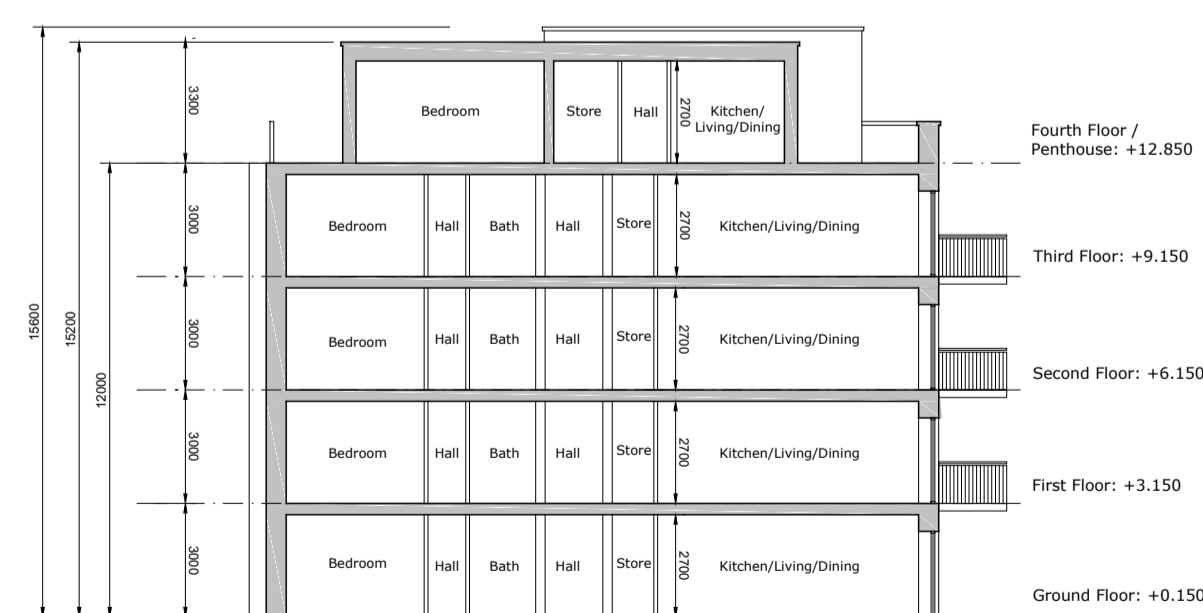 3300
Bedroom
Store
Hall
2700
Kitchen/
Living/Dining
Fourth Floor /
Penthouse: +12.850
3000
Bedroom
Hall
Bath
Hall
Store
2700
Kitchen/Living/Dining
Third Floor: +9.150
15600
15200
12000
3000
Bedroom
Hall
Bath
Hall
Store
2700
Kitchen/Living/Dining
Second Floor: +6.150
3000
Bedroom
Hall
Bath
Hall
Store
2700
Kitchen/Living/Dining
First Floor: +3.150
3000
Bedroom
Hall
Bath
Hall
Store
2700
Kitchen/Living/Dining
Ground Floor: +0.150